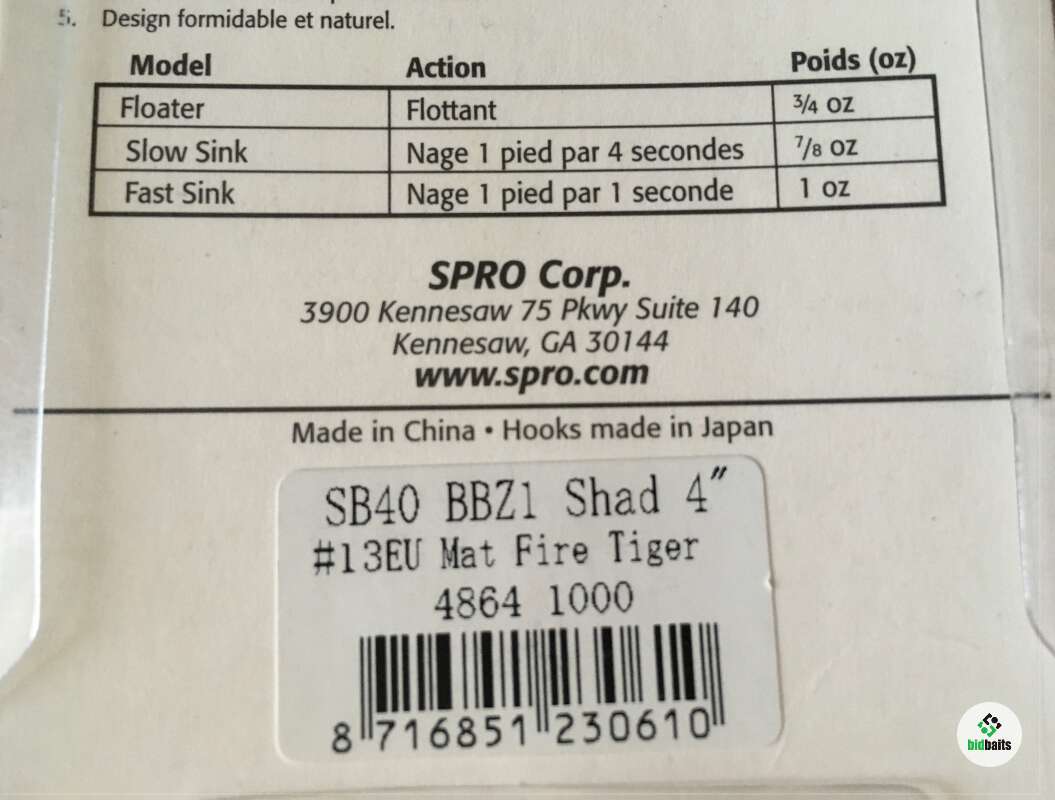 5. Design formidable et naturel.
Model Action Poids (oz)
Floater Flottant 3/4 oz
Slow Sink Nage 1 pied par 4 secondes 7/8 oz
Fast Sink Nage 1 pied par 1 seconde 1 oz
SPRO Corp.
3900 Kennesaw 75 Pkwy Suite 140
Kennesaw, GA 30144
www.spro.com
Made in China • Hooks made in Japan
SB40 BBZ1 Shad 4″
#13EU Mat Fire Tiger
4864 1000
8 716851 230610
bidbaits